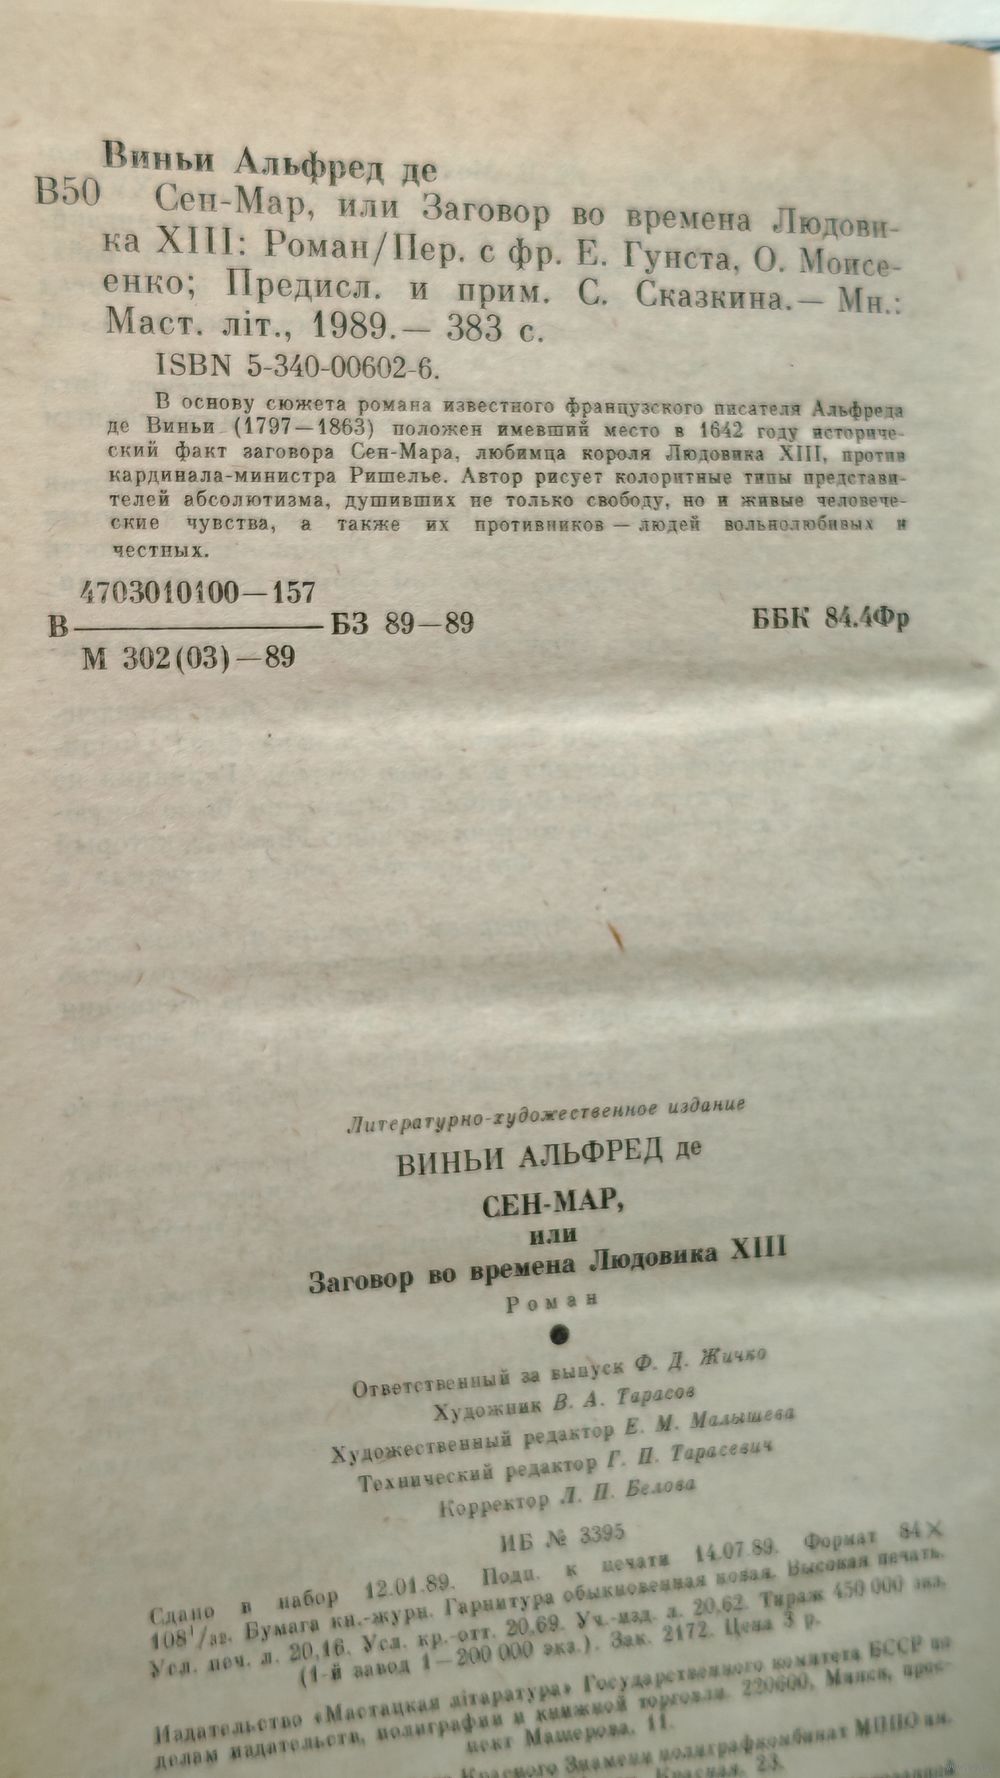 Виньи Альфред де
В50 Сен-Мар, или Заговор во времена Людови-
ка XIII: Роман/Пер. с фр. Е. Гунста, О. Моисе-
енко; Предисл. и прим. С. Сказкина.— Мн.:
Маст. літ., 1989.— 383 с.
ISBN 5-340-00602-6.
В основу сюжета романа известного французского писателя Альфреда
де Виньи (1797—1863) положен имевший место в 1642 году историче-
ский факт заговора Сен-Мара, любимца короля Людовика XIII, против
кардинала-министра Ришелье. Автор рисует колоритные типы представи-
телей абсолютизма, душивших не только свободу, но и живые человече-
ские чувства, а также их противников — людей вольнолюбивых и
честных.
4703010100—157
В БЗ 89—89 ББК 84.4Фр
М 302(03)—89
Литературно-художественное издание
ВИНЬИ АЛЬФРЕД де
СЕН-МАР,
или
Заговор во времена Людовика XIII
Роман
Ответственный за выпуск Ф. Д. Жичко
Художник В. А. Тарасов
Художественный редактор Е. М. Малышева
Технический редактор Г. П. Тарасевич
Корректор Л. П. Белова
ИБ № 3395
Сдано в набор 12.01.89. Подп. к печати 14.07.89. Формат 84×
108¹/₃₂. Бумага кн.-журн. Гарнитура обыкновенная новая. Высокая печать.
Усл. печ. л. 20,16. Усл. кр.-отт. 20,69. Уч.-изд. л. 20,62. Тираж 450 000 экз.
(1-й завод 1—200 000 экз.). Зак. 2172. Цена 3 р.
Издательство «Мастацкая літаратура» Государственного комитета БССР по
делам издательств, полиграфии и книжной торговли. 220600, Минск, прос-
пект Машерова, 11.
Красного Знамени полиграфкомбинат МППО им.
Красная, 23.